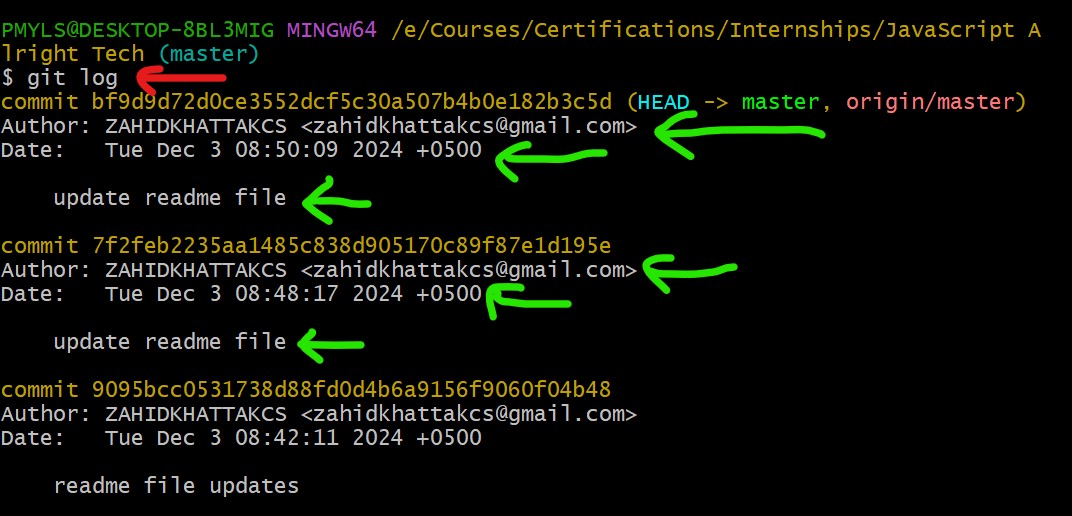 PMYLS@DESKTOP-8BL3MIG MINGW64 /e/Courses/Certifications/Internships/JavaScript A
lright Tech (master)
$ git log
commit bf9d9d72d0ce3552dcf5c30a507b4b0e182b3c5d (HEAD -> master, origin/master)
Author: ZAHIDKHATTAKCS <zahidkhattakcs@gmail.com>
Date:   Tue Dec 3 08:50:09 2024 +0500
    update readme file
commit 7f2feb2235aa1485c838d905170c89f87e1d195e
Author: ZAHIDKHATTAKCS <zahidkhattakcs@gmail.com>
Date:   Tue Dec 3 08:48:17 2024 +0500
    update readme file
commit 9095bcc0531738d88fd0d4b6a9156f9060f04b48
Author: ZAHIDKHATTAKCS <zahidkhattakcs@gmail.com>
Date:   Tue Dec 3 08:42:11 2024 +0500
    readme file updates